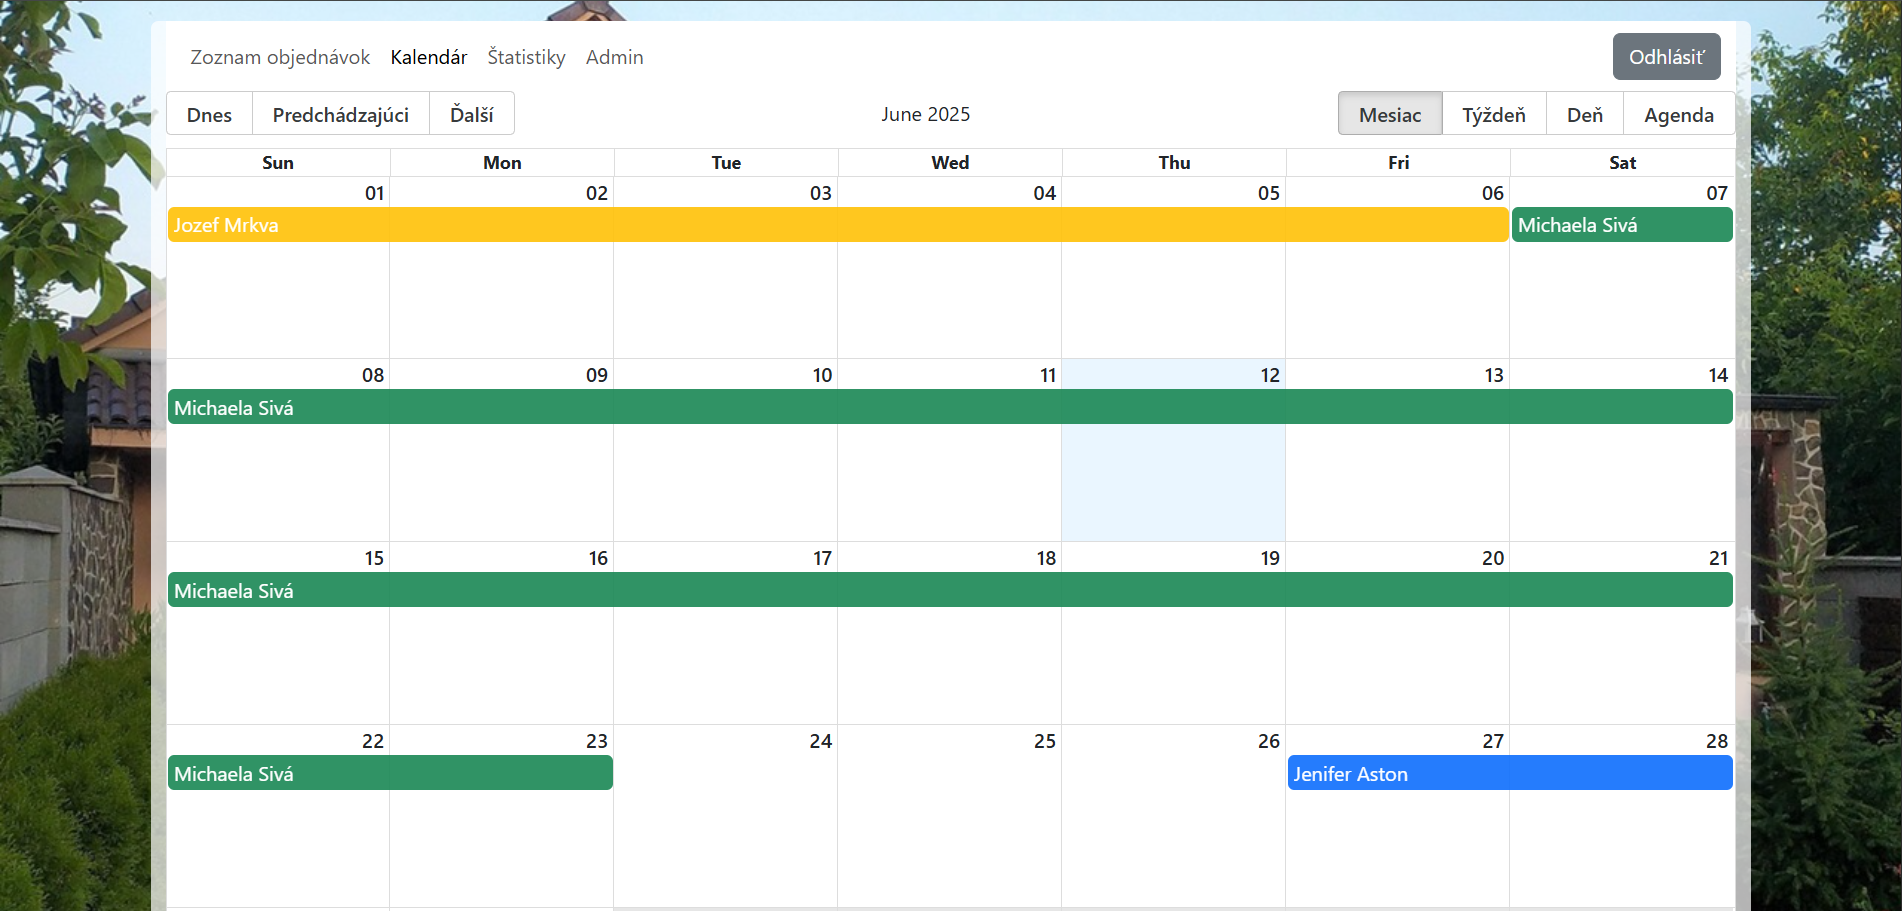 Zoznam objednávok Kalendár Štatistiky Admin Odhlásiť
Dnes Predchádzajúci Ďalší June 2025 Mesiac Týždeň Deň Agenda
Sun Mon Tue Wed Thu Fri Sat
01 02 03 04 05 06 07
Jozef Mrkva Michaela Sivá
08 09 10 11 12 13 14
Michaela Sivá
15 16 17 18 19 20 21
Michaela Sivá
22 23 24 25 26 27 28
Michaela Sivá Jenifer Aston